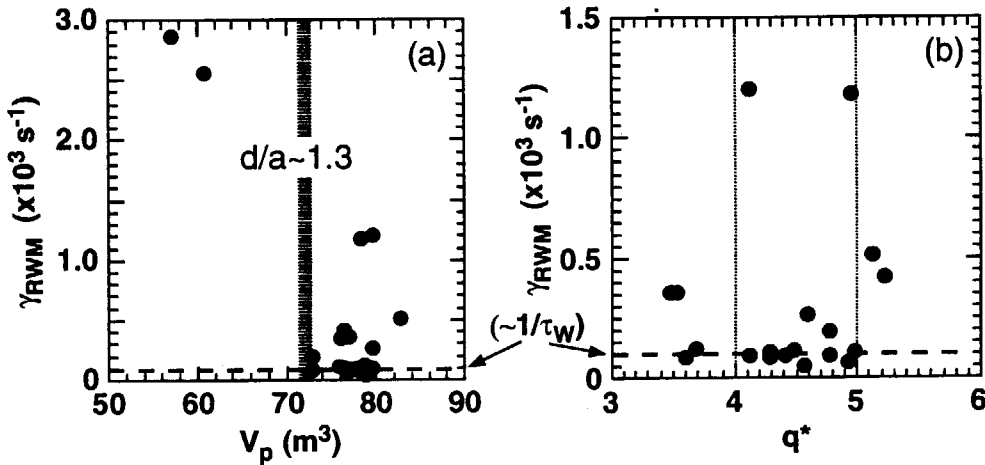 3.0
2.0
1.0
0
γRWM (x10³ s⁻¹)
(a)
d/a~1.3
50 60 70 80 90
Vp (m³)
(~1/τW)
1.5
1.0
0.5
0
γRWM (x10³ s⁻¹)
(b)
3 4 5 6
q*